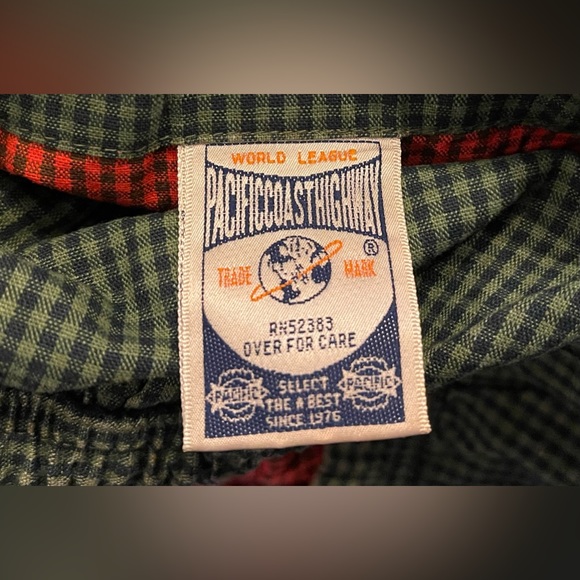 WORLD LEAGUE
PACIFICCOASTHIGHWAY
®
TRADE MARK
RN52383
OVER FOR CARE
PACIFIC
SELECT
THE A BEST
SINCE 1976
PACIFIC